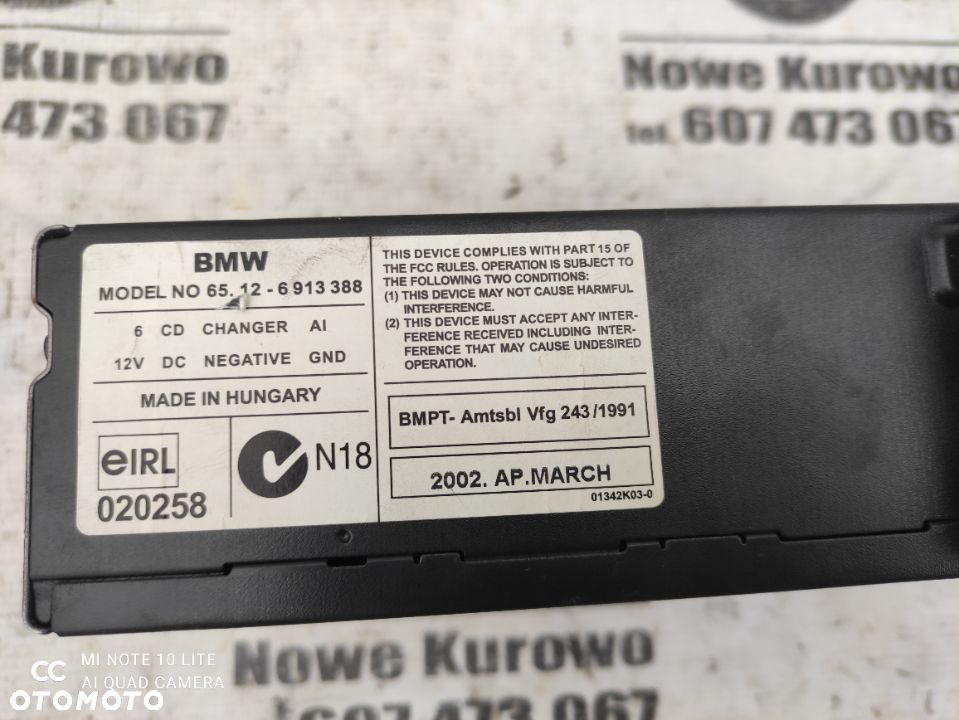 Kurowo
473 067
Nowe Kurowo
tel. 607 473 067
BMW
MODEL NO 65. 12 - 6 913 388
6 CD CHANGER AI
12V DC NEGATIVE GND
MADE IN HUNGARY
eIRL
020258
N18
THIS DEVICE COMPLIES WITH PART 15 OF
THE FCC RULES. OPERATION IS SUBJECT TO
THE FOLLOWING TWO CONDITIONS:
(1) THIS DEVICE MAY NOT CAUSE HARMFUL
INTERFERENCE.
(2) THIS DEVICE MUST ACCEPT ANY INTER-
FERENCE RECEIVED INCLUDING INTER-
FERENCE THAT MAY CAUSE UNDESIRED
OPERATION.
BMPT- Amtsbl Vfg 243/1991
2002. AP.MARCH
01342K03-0
Nowe Kurowo
607 473 067
CC MI NOTE 10 LITE
AI QUAD CAMERA
OTOMOTO